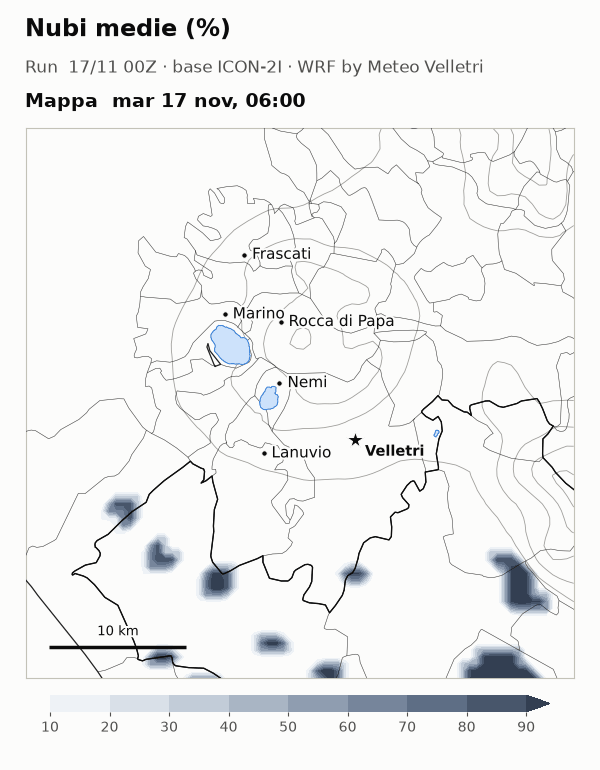 Nubi medie (%)
Run  17/11 00Z · base ICON-2I · WRF by Meteo Velletri
Mappa  mar 17 nov, 06:00
Frascati
Marino
Rocca di Papa
Nemi
Velletri
Lanuvio
10 km
10 20 30 40 50 60 70 80 90